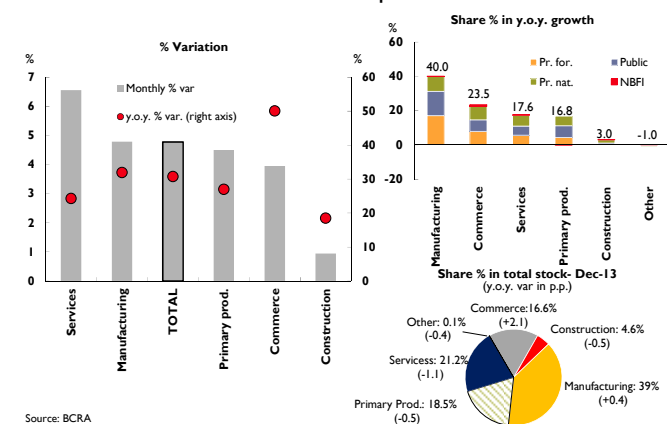 % Variation
%
%
7
6
5
4
3
2
1
0
60
50
40
30
20
10
0
Monthly % var
y.o.y. % var. (right axis)
Services
Manufacturing
TOTAL
Primary prod.
Commerce
Construction
Source: BCRA
Share % in y.o.y. growth
%
60
40
20
0
-20
Pr. for.
Public
Pr. nat.
NBFI
40.0
23.5
17.6
16.8
3.0
-1.0
Manufacturing
Commerce
Services
Primary prod.
Construction
Other
Share % in total stock- Dec-13
(y.o.y. var in p.p.)
Commerce:16.6%
(+2.1)
Other: 0.1%
(-0.4)
Construction: 4.6%
(-0.5)
Servicess: 21.2%
(-1.1)
Manufacturing: 39%
(+0.4)
Primary Prod.: 18.5%
(-0.5)